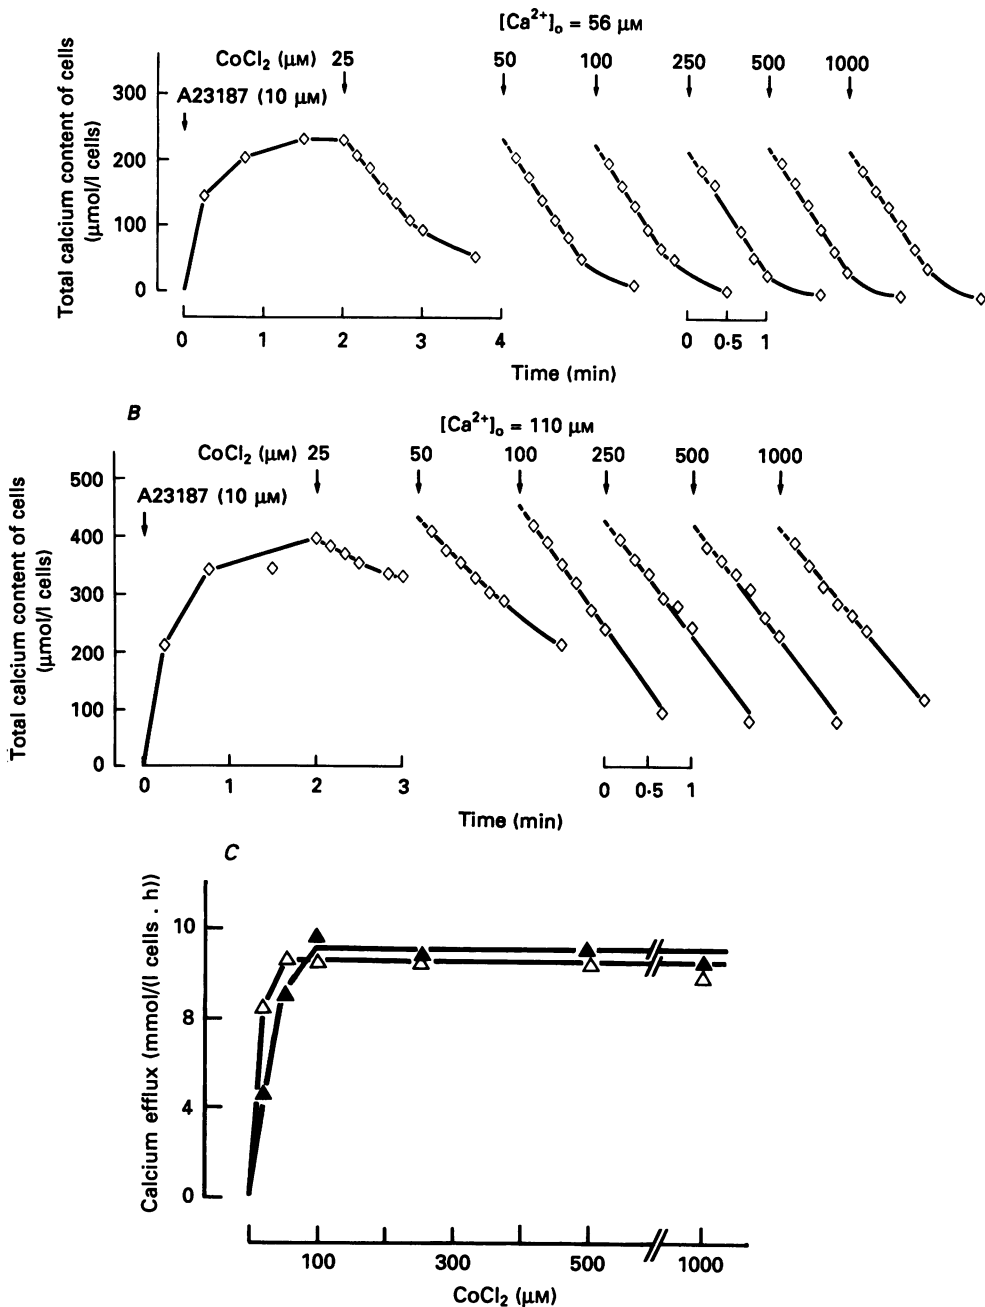 [Ca²⁺]ₒ = 56 μM
CoCl₂ (μM) 25 50 100 250 500 1000
A23187 (10 μM)
Total calcium content of cells
(μmol/l cells)
300
200
100
0
0 1 2 3 4
0 0·5 1
Time (min)
B
[Ca²⁺]ₒ = 110 μM
CoCl₂ (μM) 25 50 100 250 500 1000
A23187 (10 μM)
Total calcium content of cells
(μmol/l cells)
500
400
300
200
100
0
0 1 2 3
0 0·5 1
Time (min)
C
Calcium efflux (mmol/(l cells . h))
10
8
4
0
100 300 500 1000
CoCl₂ (μM)